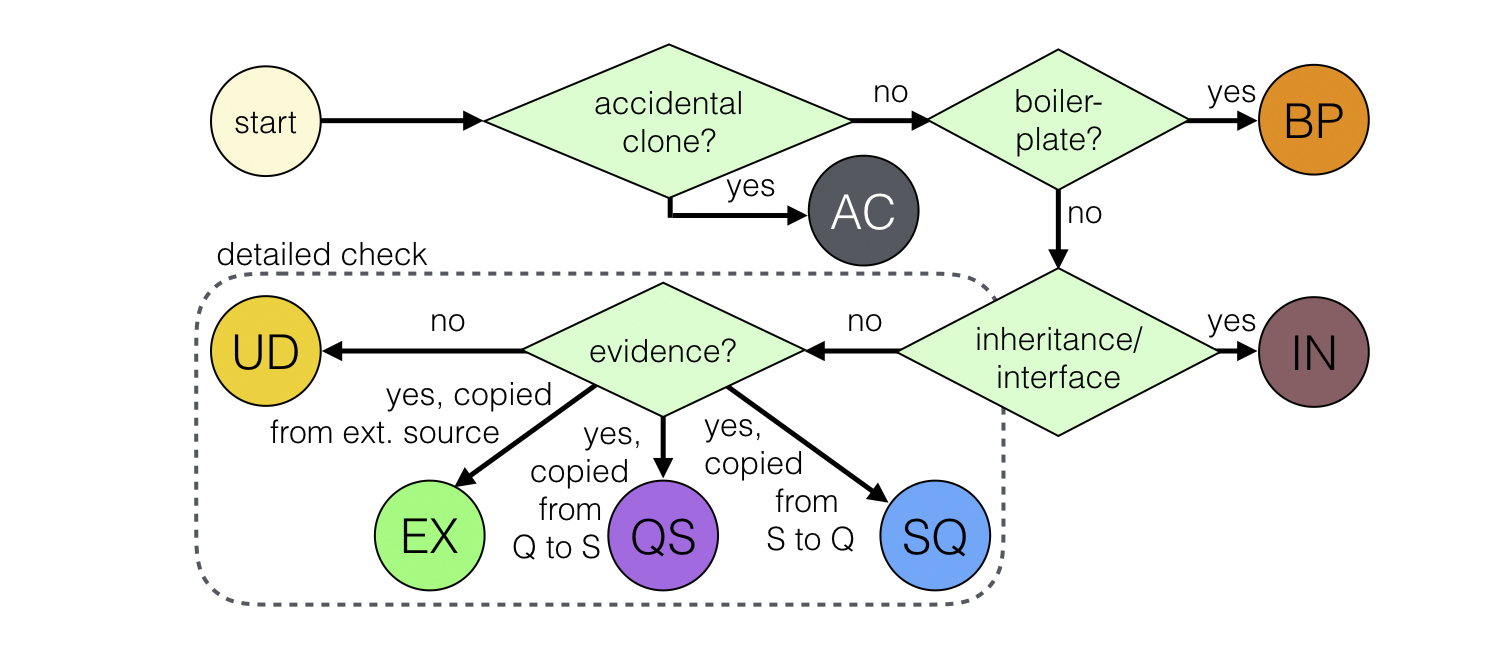 start
accidental
clone?
no
boiler-
plate?
yes
BP
yes
AC
no
detailed check
UD
no
evidence?
no
inheritance/
interface
yes
IN
yes, copied
from ext. source
yes,
copied
from
Q to S
yes,
copied
from
S to Q
EX
QS
SQ